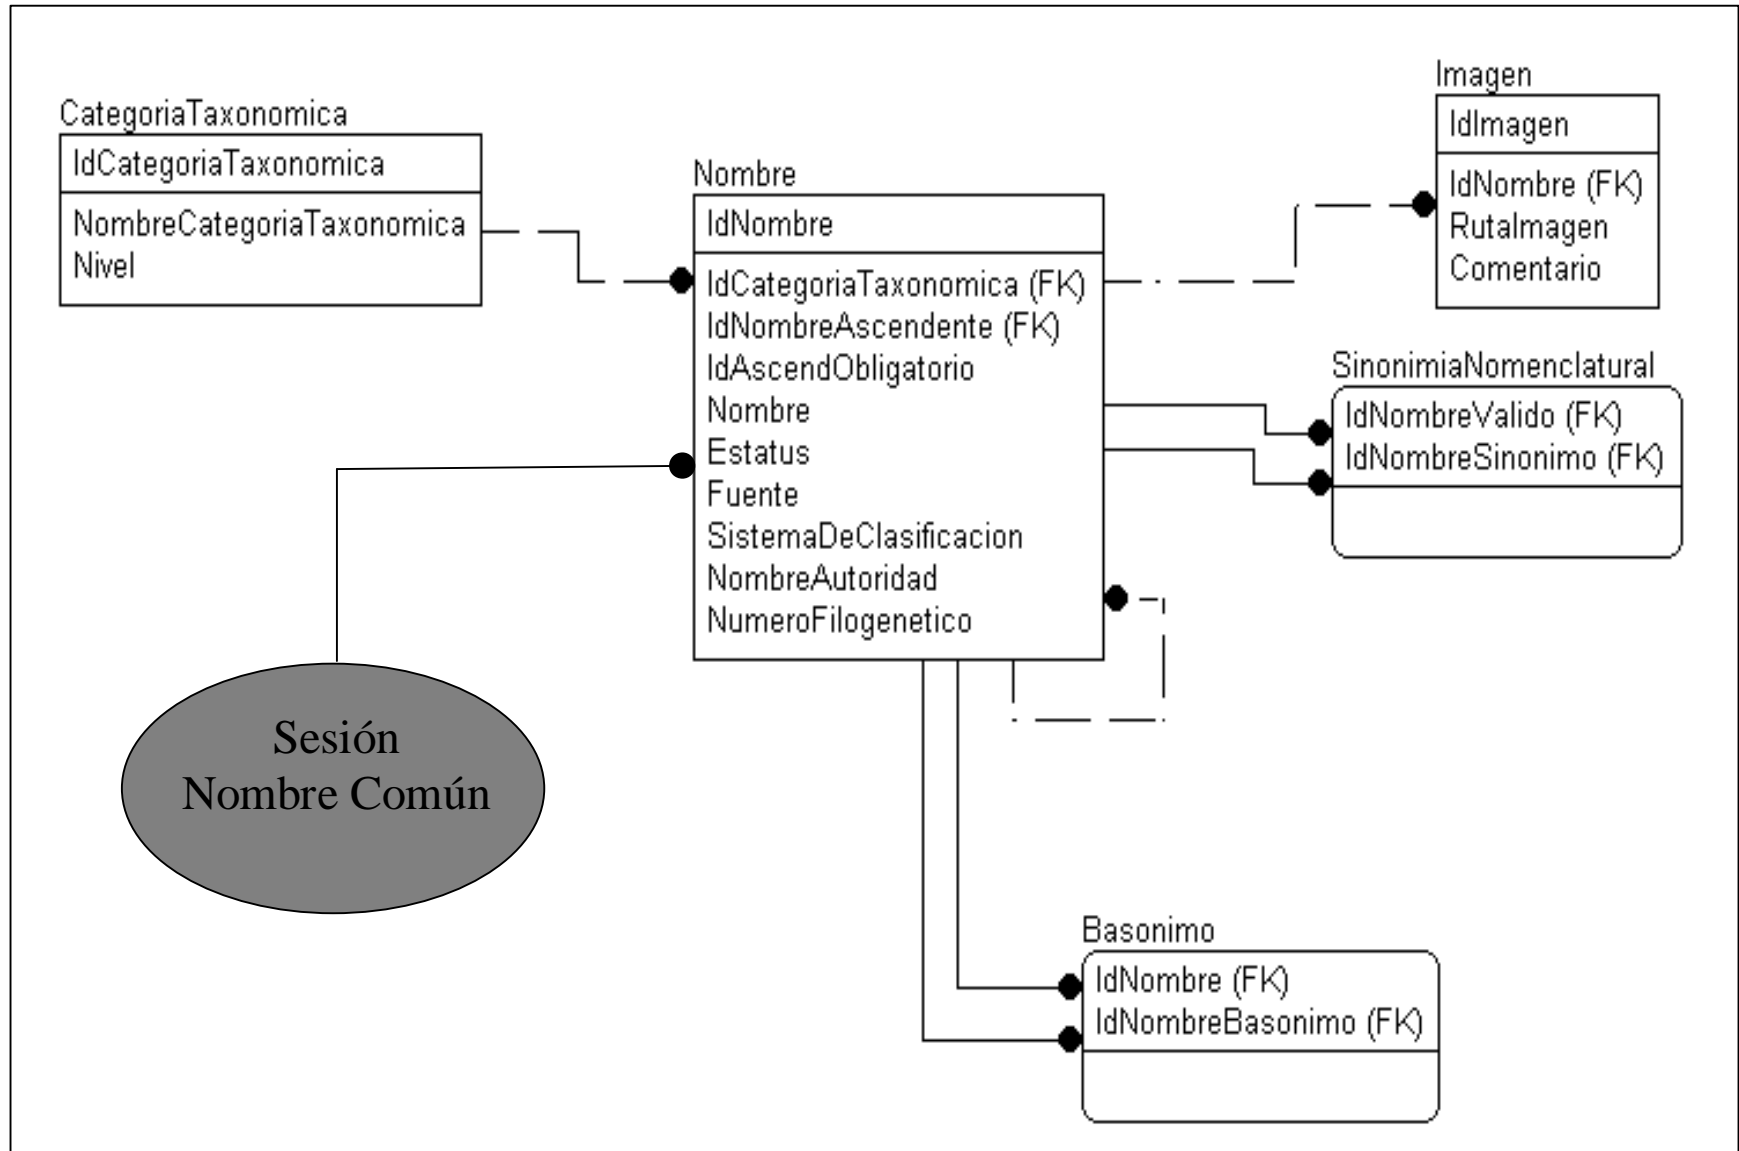 CategoriaTaxonomica
IdCategoriaTaxonomica
NombreCategoriaTaxonomica
Nivel
Nombre
IdNombre
IdCategoriaTaxonomica (FK)
IdNombreAscendente (FK)
IdAscendObligatorio
Nombre
Estatus
Fuente
SistemaDeClasificacion
NombreAutoridad
NumeroFilogenetico
Imagen
IdImagen
IdNombre (FK)
RutaImagen
Comentario
SinonimiaNomenclatural
IdNombreValido (FK)
IdNombreSinonimo (FK)
Sesión
Nombre Común
Basonimo
IdNombre (FK)
IdNombreBasonimo (FK)